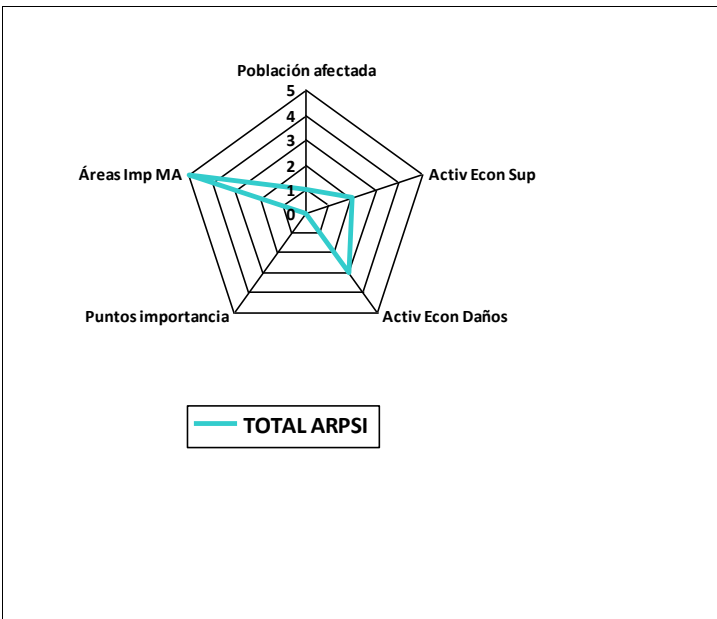 Población afectada
5
4
3
2
1
0
Áreas Imp MA
Activ Econ Sup
Puntos importancia
Activ Econ Daños
TOTAL ARPSI